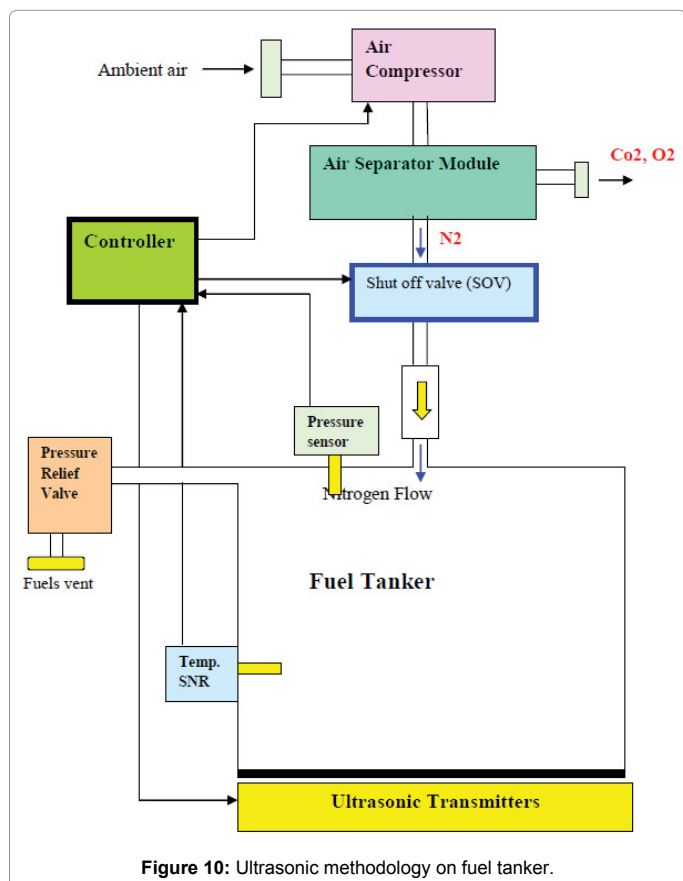 Air
Compressor
Ambient air
Air Separator Module
Co2, O2
N2
Controller
Shut off valve (SOV)
Pressure
sensor
Pressure
Relief
Valve
Nitrogen Flow
Fuels vent
Fuel Tanker
Temp.
SNR
Ultrasonic Transmitters
Figure 10: Ultrasonic methodology on fuel tanker.